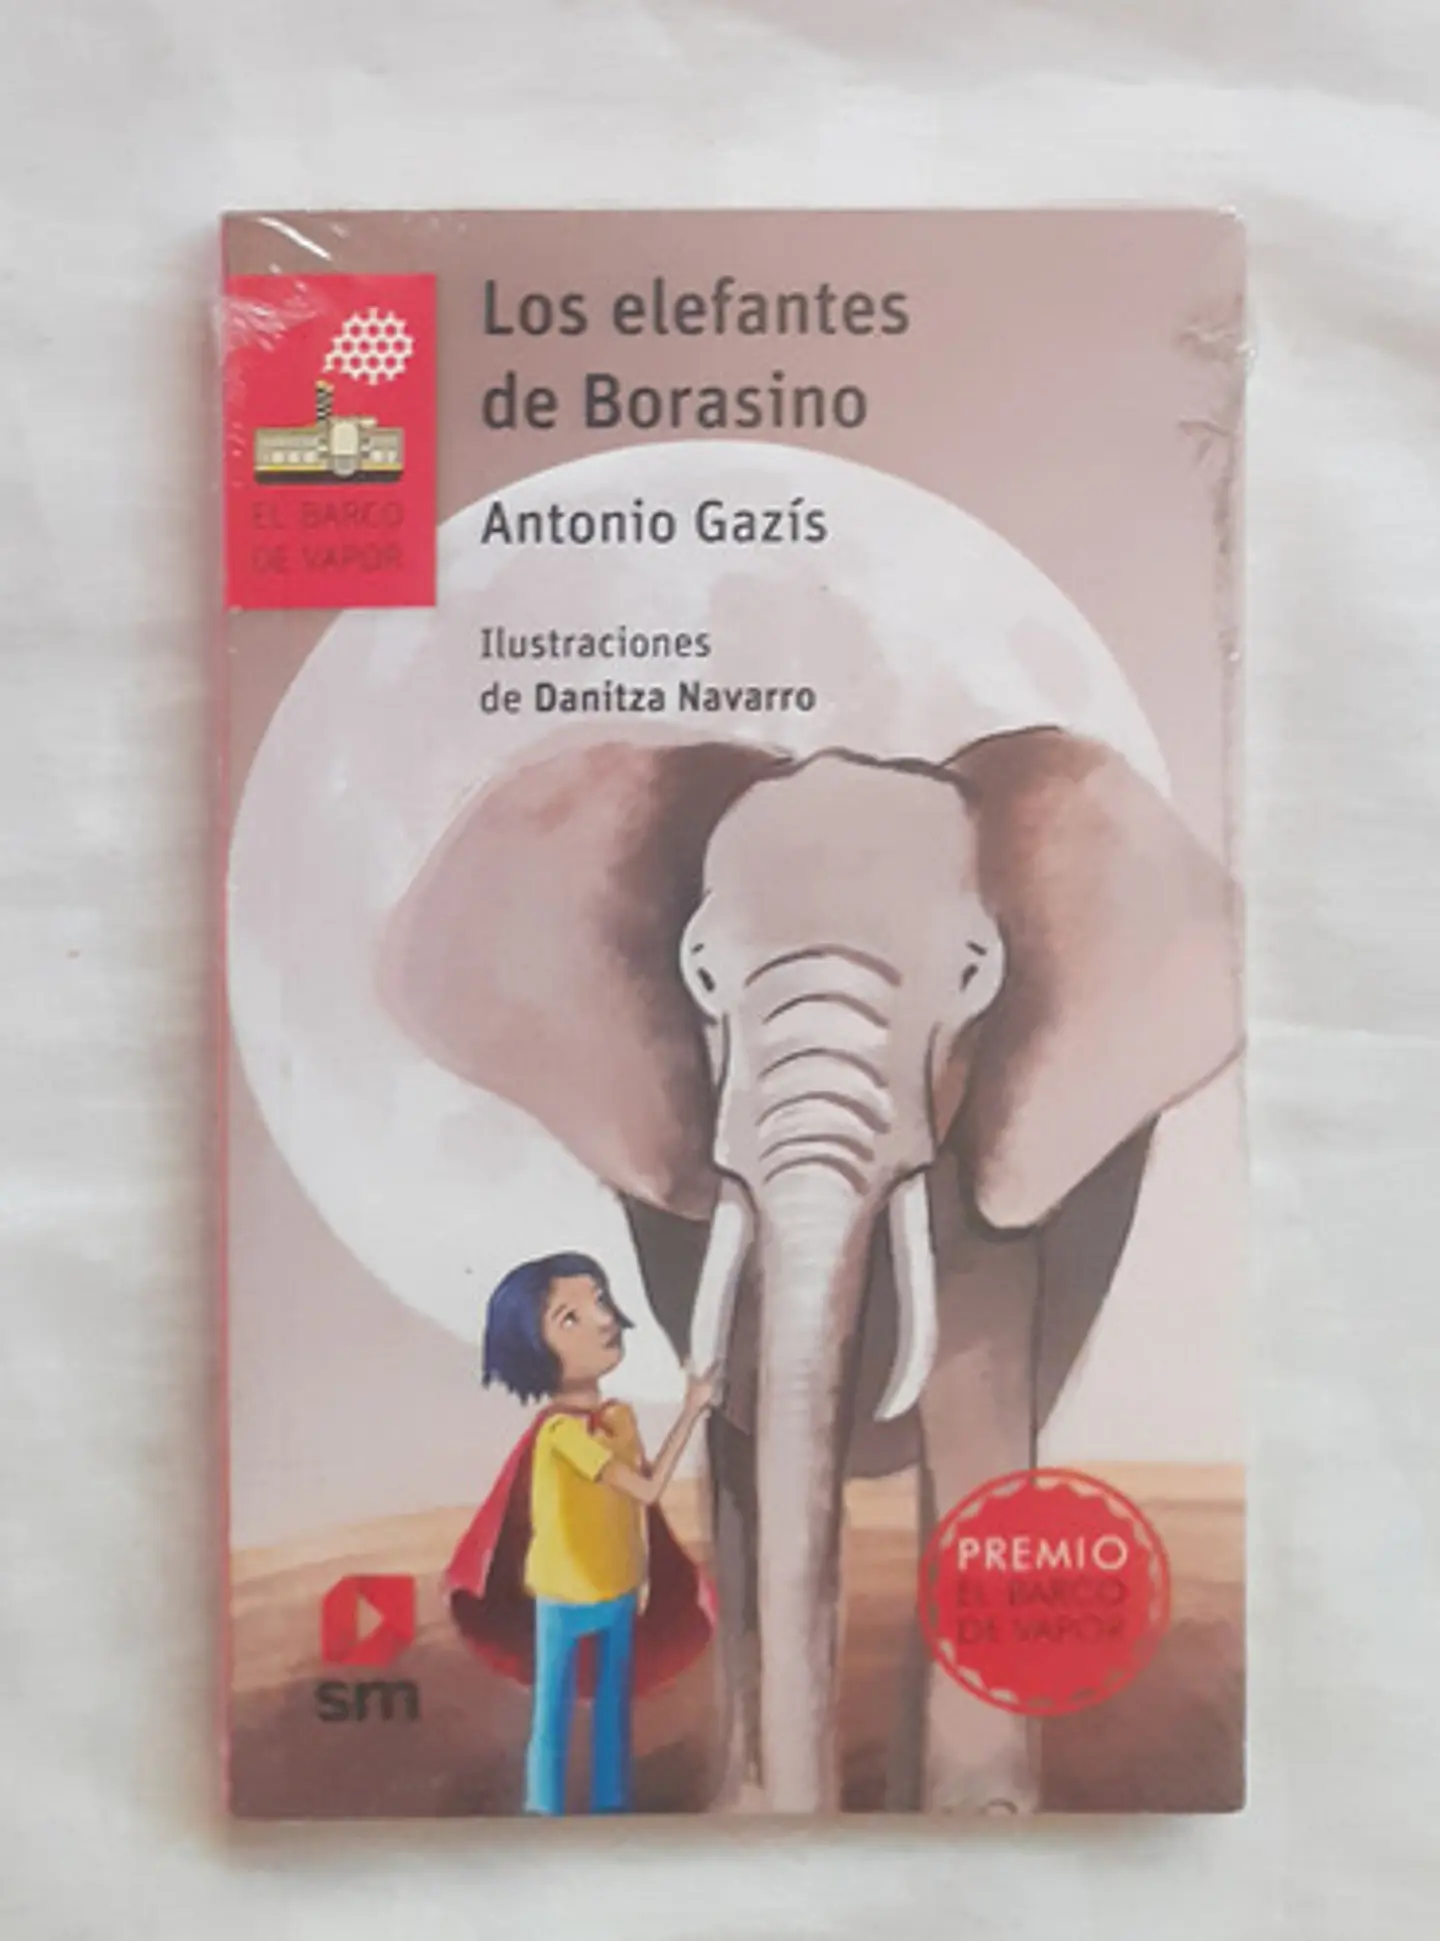 Los elefantes
de Borasino
Antonio Gazís
Ilustraciones
de Danitza Navarro
EL BARCO
DE VAPOR
sm
PREMIO
EL BARCO
DE VAPOR